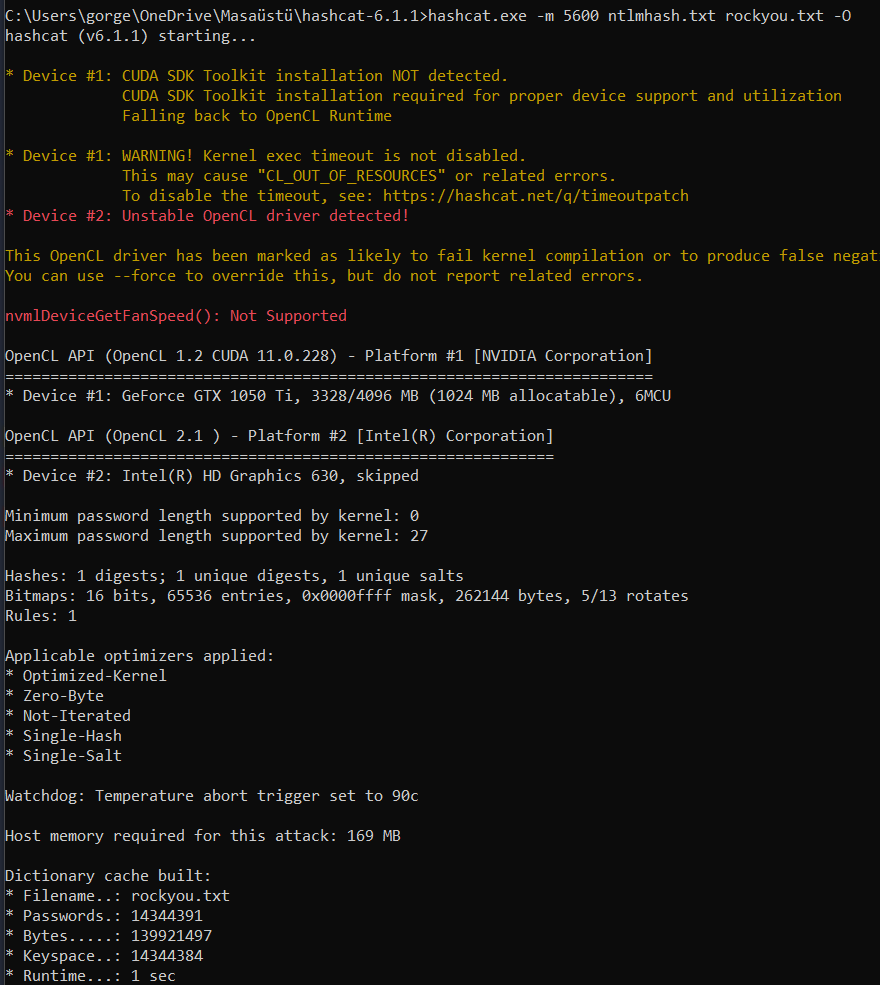 C:\Users\gorge\OneDrive\Masaüstü\hashcat-6.1.1>hashcat.exe -m 5600 ntlmhash.txt rockyou.txt -O
hashcat (v6.1.1) starting...
* Device #1: CUDA SDK Toolkit installation NOT detected.
CUDA SDK Toolkit installation required for proper device support and utilization
Falling back to OpenCL Runtime
* Device #1: WARNING! Kernel exec timeout is not disabled.
This may cause "CL_OUT_OF_RESOURCES" or related errors.
To disable the timeout, see: https://hashcat.net/q/timeoutpatch
* Device #2: Unstable OpenCL driver detected!
This OpenCL driver has been marked as likely to fail kernel compilation or to produce false negat
You can use --force to override this, but do not report related errors.
nvmlDeviceGetFanSpeed(): Not Supported
OpenCL API (OpenCL 1.2 CUDA 11.0.228) - Platform #1 [NVIDIA Corporation]
========================================================================
* Device #1: GeForce GTX 1050 Ti, 3328/4096 MB (1024 MB allocatable), 6MCU
OpenCL API (OpenCL 2.1 ) - Platform #2 [Intel(R) Corporation]
=============================================================
* Device #2: Intel(R) HD Graphics 630, skipped
Minimum password length supported by kernel: 0
Maximum password length supported by kernel: 27
Hashes: 1 digests; 1 unique digests, 1 unique salts
Bitmaps: 16 bits, 65536 entries, 0x0000ffff mask, 262144 bytes, 5/13 rotates
Rules: 1
Applicable optimizers applied:
* Optimized-Kernel
* Zero-Byte
* Not-Iterated
* Single-Hash
* Single-Salt
Watchdog: Temperature abort trigger set to 90c
Host memory required for this attack: 169 MB
Dictionary cache built:
* Filename..: rockyou.txt
* Passwords.: 14344391
* Bytes.....: 139921497
* Keyspace..: 14344384
* Runtime...: 1 sec